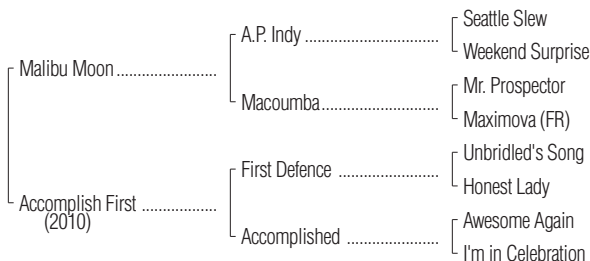 Seattle Slew
A.P. Indy ......................................
Weekend Surprise
Malibu Moon .......................
Mr. Prospector
Macoumba..................................
Maximova (FR)
Unbridled's Song
First Defence .............................
Honest Lady
Accomplish First .................
(2010)
Awesome Again
Accomplished ...........................
I'm in Celebration